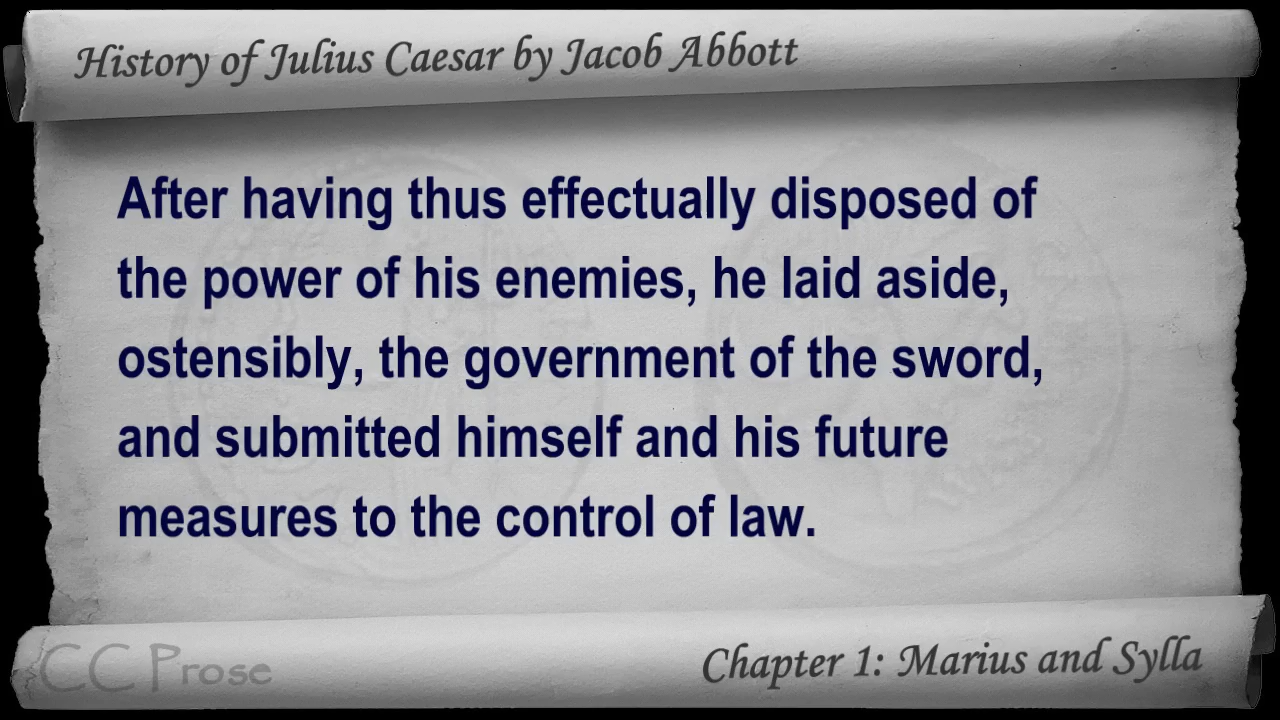 History of Julius Caesar by Jacob Abbott
After having thus effectually disposed of
the power of his enemies, he laid aside,
ostensibly, the government of the sword,
and submitted himself and his future
measures to the control of law.
CC Prose
Chapter 1: Marius and Sylla